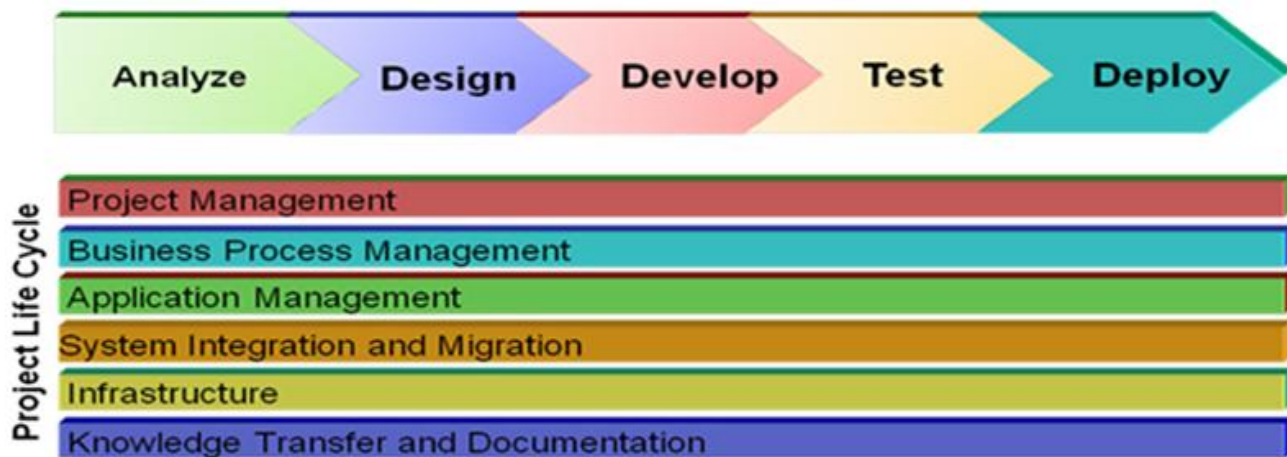 Analyze Design Develop Test Deploy
Project Life Cycle
Project Management
Business Process Management
Application Management
System Integration and Migration
Infrastructure
Knowledge Transfer and Documentation